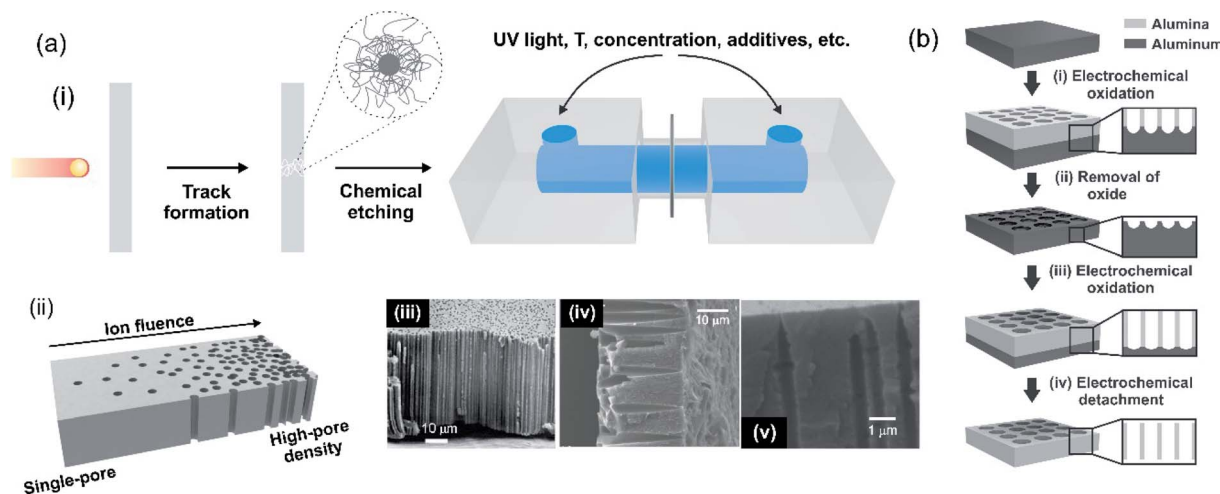 (a)
(i)
Track
formation
Chemical
etching
UV light, T, concentration, additives, etc.
(ii)
Ion fluence
Single-pore
High-pore
density
(iii)
10 μm
(iv)
10 μm
(v)
1 μm
(b)
Alumina
Aluminum
(i) Electrochemical
oxidation
(ii) Removal of
oxide
(iii) Electrochemical
oxidation
(iv) Electrochemical
detachment